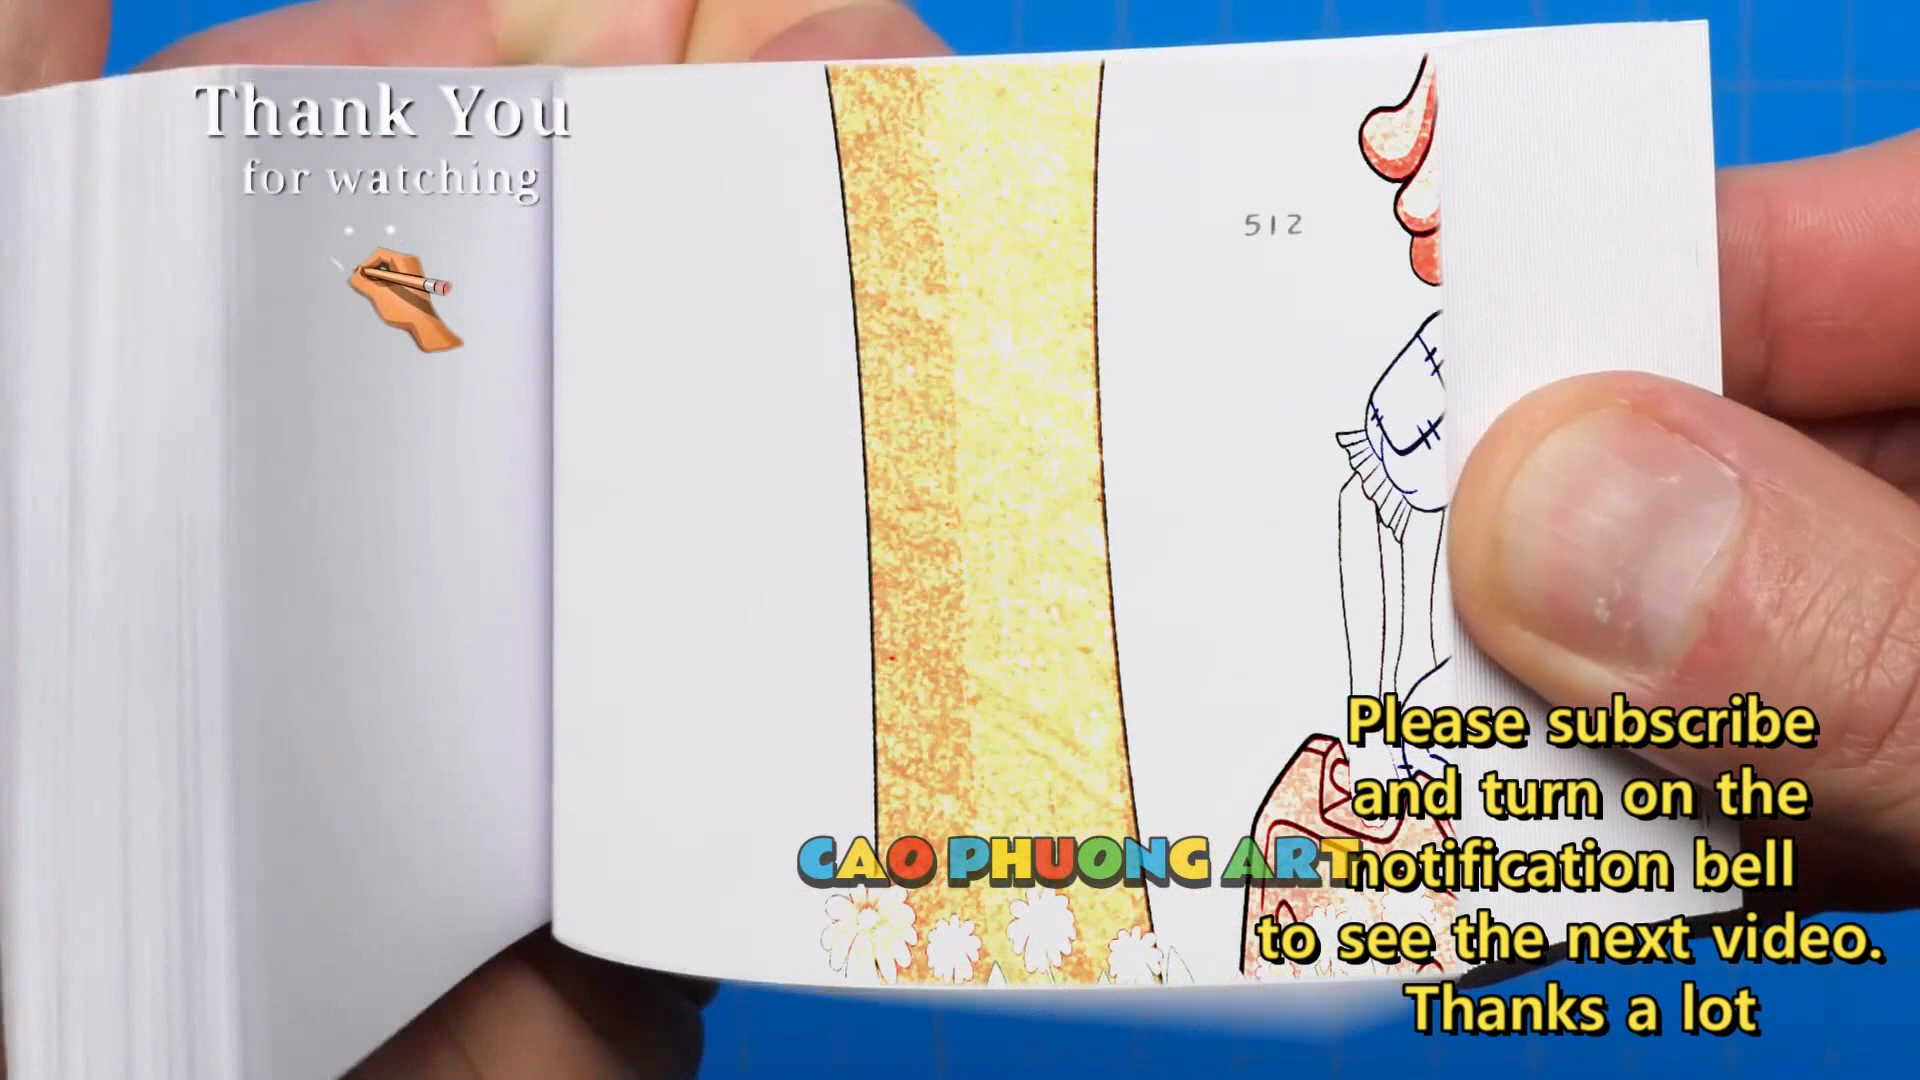 Thank You
for watching
512
CAO PHUONG ART
Please subscribe
and turn on the
notification bell
to see the next video.
Thanks a lot